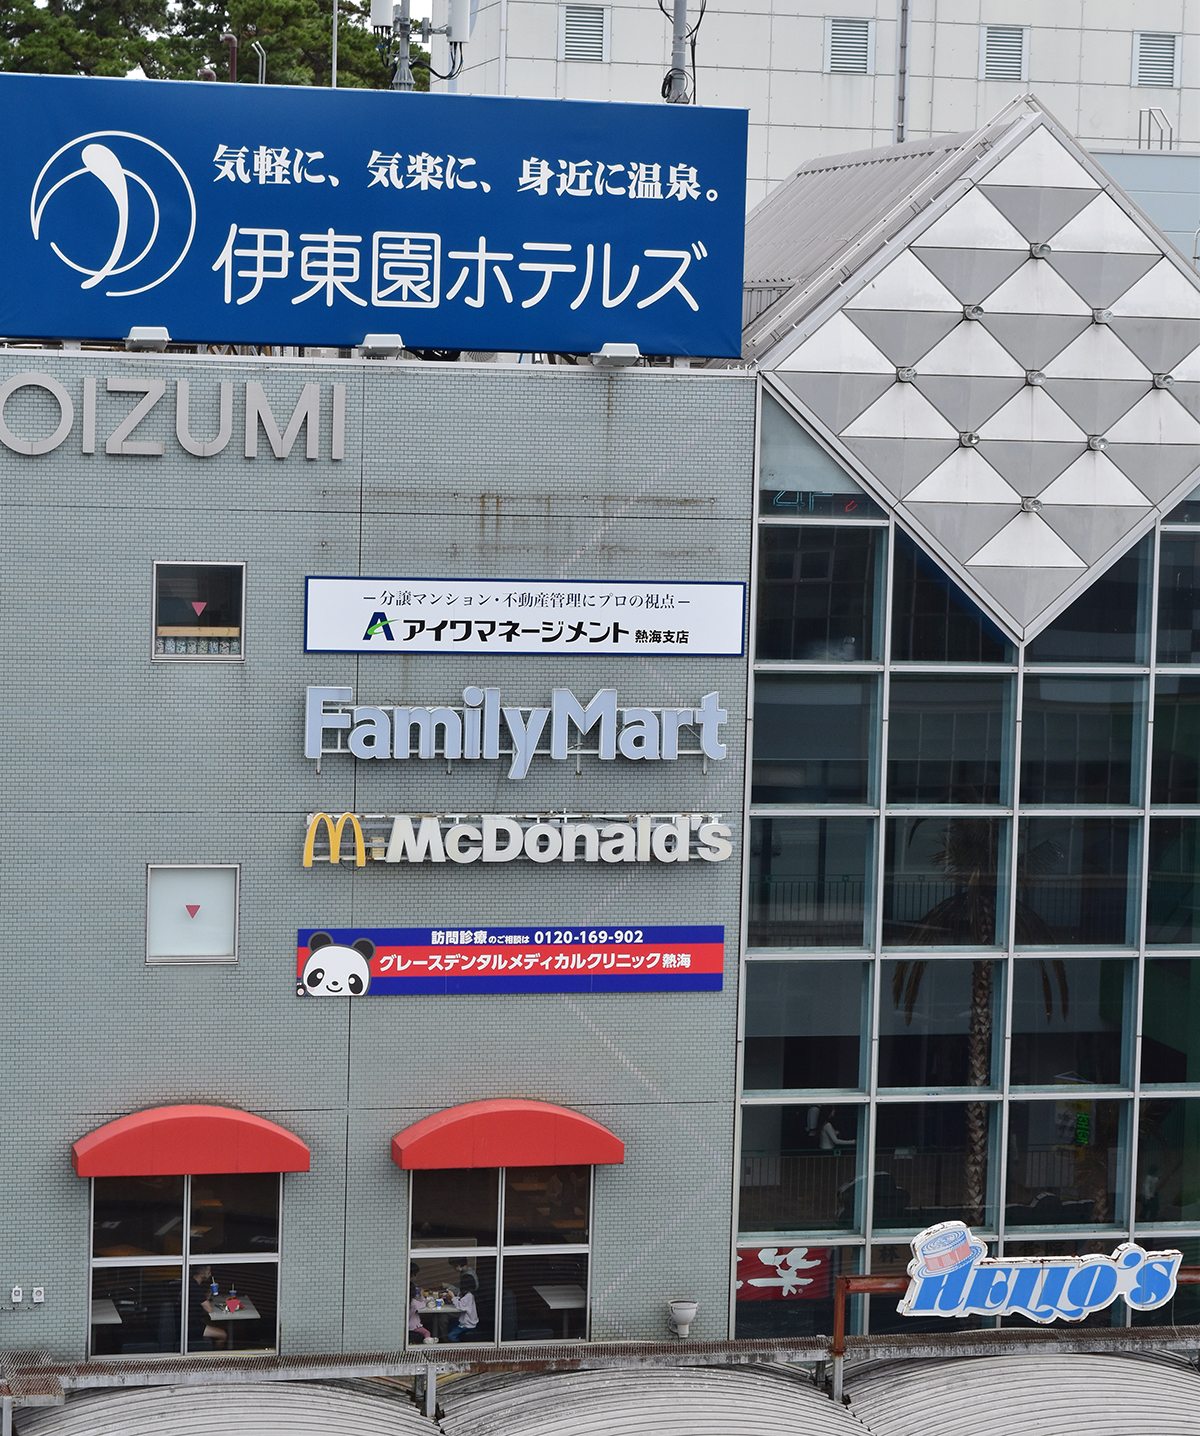 気軽に、気楽に、身近に温泉。
伊東園ホテルズ
OIZUMI
－分譲マンション・不動産管理にプロの視点－
アイワマネージメント 熱海支店
FamilyMart
McDonald's
訪問診療のご相談は 0120-169-902
グレースデンタルメディカルクリニック熱海
HELLO'S